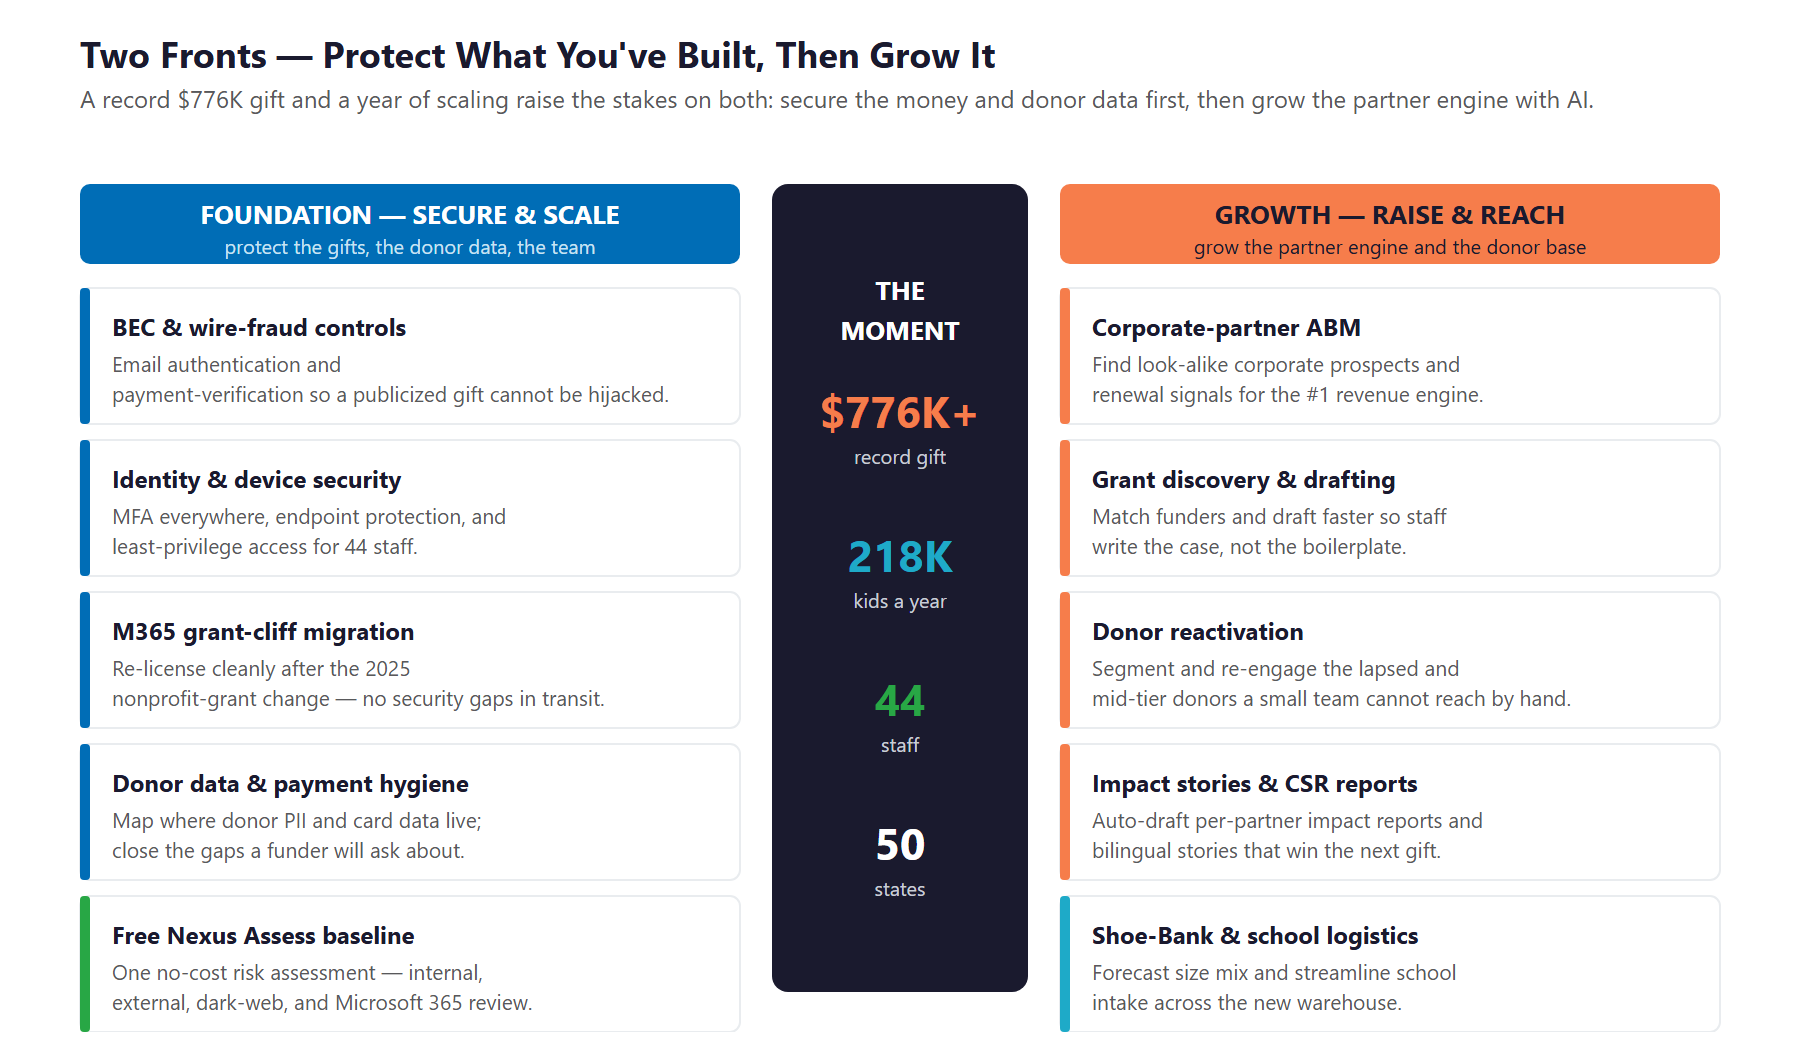 Two Fronts — Protect What You've Built, Then Grow It
A record $776K gift and a year of scaling raise the stakes on both: secure the money and donor data first, then grow the partner engine with AI.
FOUNDATION — SECURE & SCALE
protect the gifts, the donor data, the team
BEC & wire-fraud controls
Email authentication and
payment-verification so a publicized gift cannot be hijacked.
Identity & device security
MFA everywhere, endpoint protection, and
least-privilege access for 44 staff.
M365 grant-cliff migration
Re-license cleanly after the 2025
nonprofit-grant change — no security gaps in transit.
Donor data & payment hygiene
Map where donor PII and card data live;
close the gaps a funder will ask about.
Free Nexus Assess baseline
One no-cost risk assessment — internal,
external, dark-web, and Microsoft 365 review.
THE
MOMENT
$776K+
record gift
218K
kids a year
44
staff
50
states
GROWTH — RAISE & REACH
grow the partner engine and the donor base
Corporate-partner ABM
Find look-alike corporate prospects and
renewal signals for the #1 revenue engine.
Grant discovery & drafting
Match funders and draft faster so staff
write the case, not the boilerplate.
Donor reactivation
Segment and re-engage the lapsed and
mid-tier donors a small team cannot reach by hand.
Impact stories & CSR reports
Auto-draft per-partner impact reports and
bilingual stories that win the next gift.
Shoe-Bank & school logistics
Forecast size mix and streamline school
intake across the new warehouse.